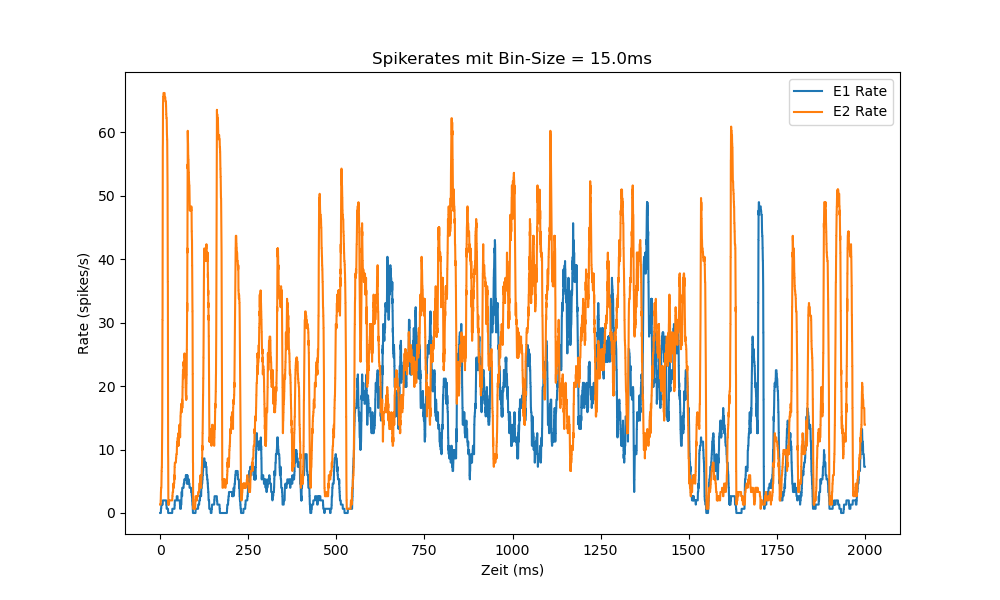 Spikerates mit Bin-Size = 15.0ms
E1 Rate
E2 Rate
Rate (spikes/s)
60
50
40
30
20
10
0
0 250 500 750 1000 1250 1500 1750 2000
Zeit (ms)